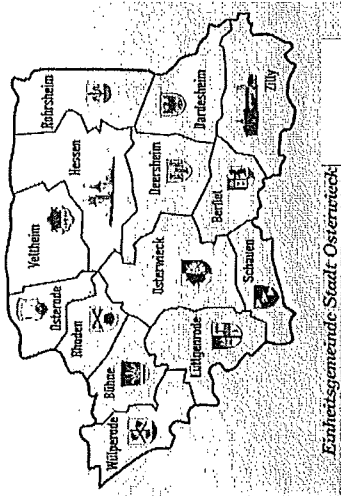 Rohrsheim
Hessen
Veltheim
Osterode
Rhoden
Dardesheim
Deersheim
Bühne
Wülperode
Osterwieck
Zilly
Berßel
Lüttgenrode
Schauen
Einheitsgemeinde Stadt Osterwieck